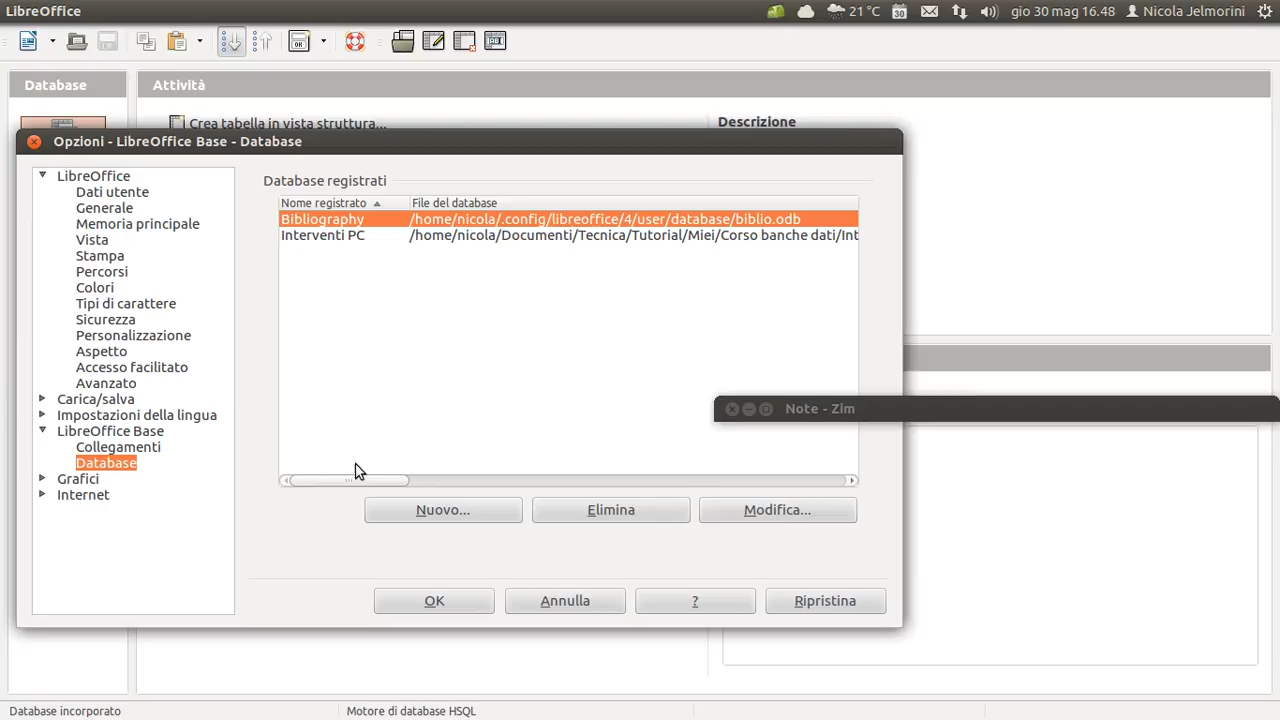 LibreOffice
21 °C
30
gio 30 mag 16.48
Nicola Jelmorini
Database
Attività
Crea tabella in vista struttura...
Descrizione
Opzioni - LibreOffice Base - Database
LibreOffice
Dati utente
Generale
Memoria principale
Vista
Stampa
Percorsi
Colori
Tipi di carattere
Sicurezza
Personalizzazione
Aspetto
Accesso facilitato
Avanzato
Carica/salva
Impostazioni della lingua
LibreOffice Base
Collegamenti
Database
Grafici
Internet
Database registrati
Nome registrato File del database
Bibliography /home/nicola/.config/libreoffice/4/user/database/biblio.odb
Interventi PC /home/nicola/Documenti/Tecnica/Tutorial/Miei/Corso banche dati/Int
Note - Zim
Nuovo... Elimina Modifica...
OK Annulla ? Ripristina
Database incorporato Motore di database HSQL